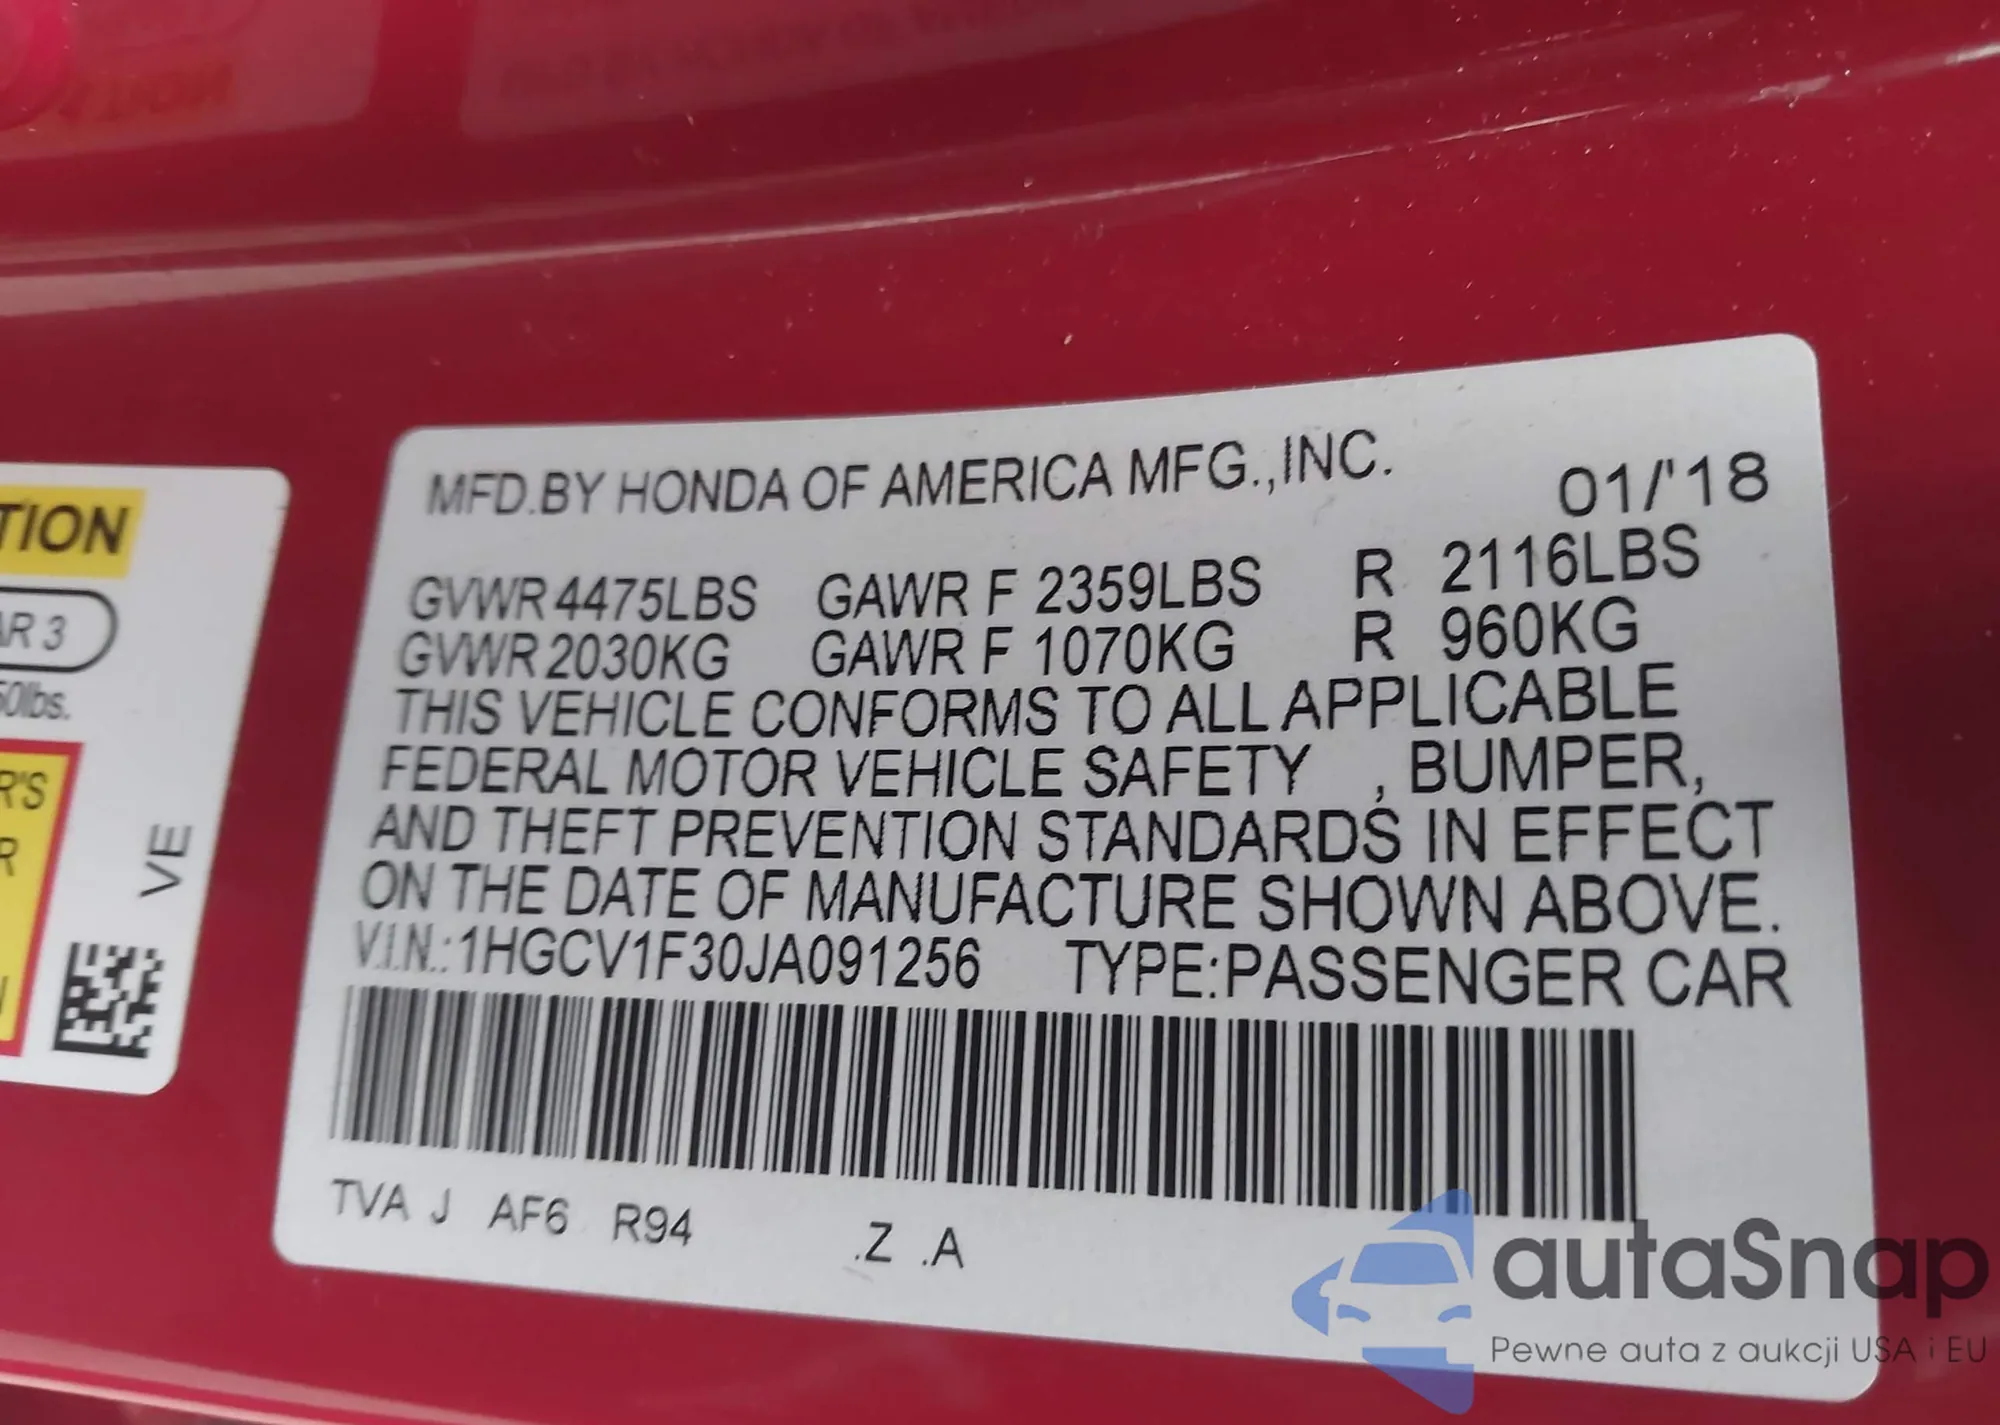 TION
AR 3
50lbs.
R'S
R
VE
MFD.BY HONDA OF AMERICA MFG.,INC. 01/'18
GVWR 4475LBS GAWR F 2359LBS R 2116LBS
GVWR 2030KG GAWR F 1070KG R 960KG
THIS VEHICLE CONFORMS TO ALL APPLICABLE
FEDERAL MOTOR VEHICLE SAFETY , BUMPER,
AND THEFT PREVENTION STANDARDS IN EFFECT
ON THE DATE OF MANUFACTURE SHOWN ABOVE.
V.I.N.: 1HGCV1F30JA091256 TYPE:PASSENGER CAR
TVA J AF6 R94 .Z .A
autaSnap
Pewne auta z aukcji USA i EU